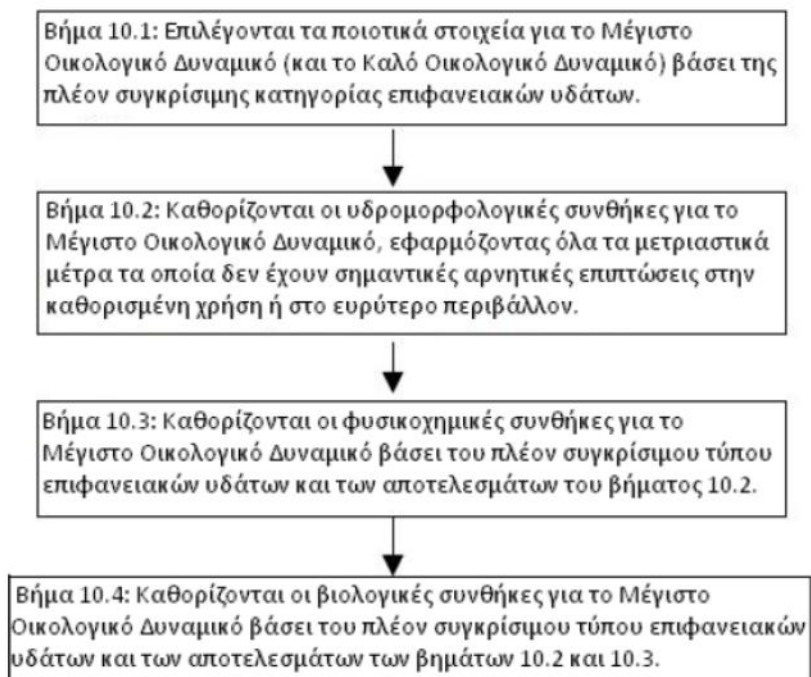 Βήμα 10.1: Επιλέγονται τα ποιοτικά στοιχεία για το Μέγιστο
Οικολογικό Δυναμικό (και το Καλό Οικολογικό Δυναμικό) βάσει της
πλέον συγκρίσιμης κατηγορίας επιφανειακών υδάτων.
Βήμα 10.2: Καθορίζονται οι υδρομορφολογικές συνθήκες για το
Μέγιστο Οικολογικό Δυναμικό, εφαρμόζοντας όλα τα μετριαστικά
μέτρα τα οποία δεν έχουν σημαντικές αρνητικές επιπτώσεις στην
καθορισμένη χρήση ή στο ευρύτερο περιβάλλον.
Βήμα 10.3: Καθορίζονται οι φυσικοχημικές συνθήκες για το
Μέγιστο Οικολογικό Δυναμικό βάσει του πλέον συγκρίσιμου τύπου
επιφανειακών υδάτων και των αποτελεσμάτων του βήματος 10.2.
Βήμα 10.4: Καθορίζονται οι βιολογικές συνθήκες για το Μέγιστο
Οικολογικό Δυναμικό βάσει του πλέον συγκρίσιμου τύπου επιφανειακών
υδάτων και των αποτελεσμάτων των βημάτων 10.2 και 10.3.